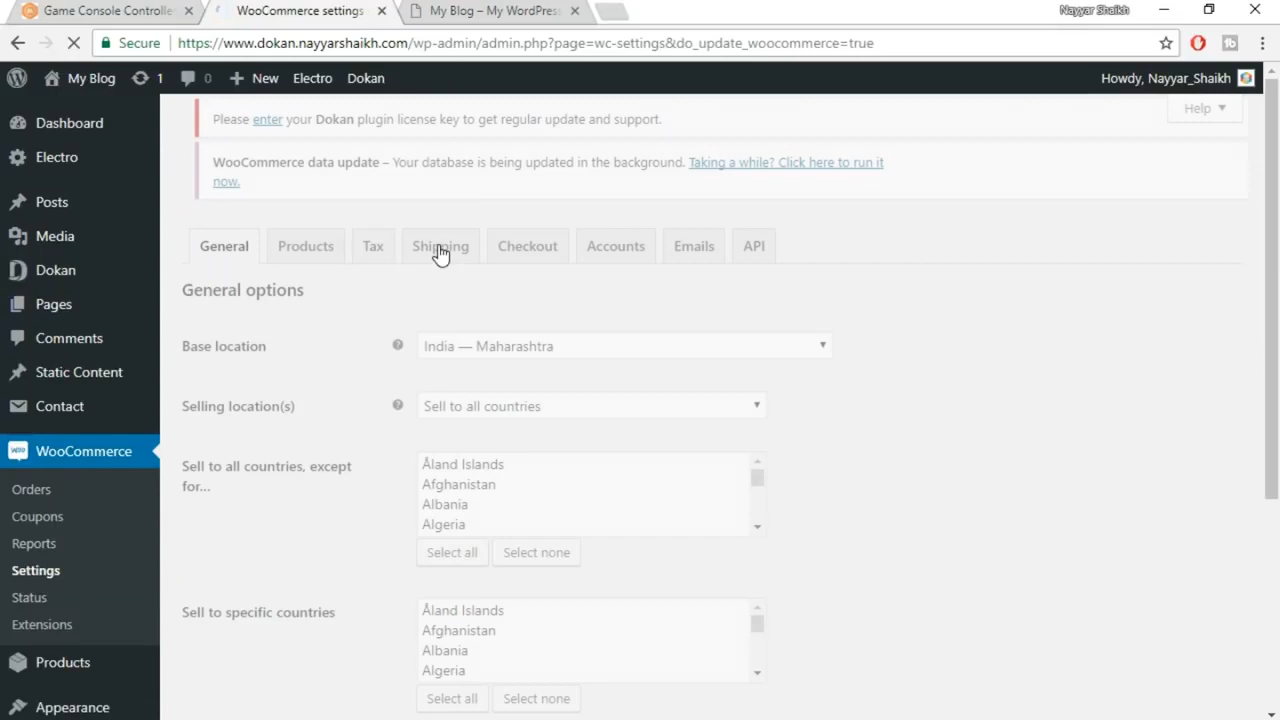 Game Console Controlle
WooCommerce settings
My Blog – My WordPress
Nayyar Shaikh
Secure
https://www.dokan.nayyarshaikh.com/wp-admin/admin.php?page=wc-settings&do_update_woocommerce=true
My Blog
1
0
New
Electro
Dokan
Howdy, Nayyar_Shaikh
Dashboard
Electro
Posts
Media
Dokan
Pages
Comments
Static Content
Contact
WooCommerce
Orders
Coupons
Reports
Settings
Status
Extensions
Products
Appearance
Help
Please enter your Dokan plugin license key to get regular update and support.
WooCommerce data update – Your database is being updated in the background. Taking a while? Click here to run it
now.
General
Products
Tax
Shipping
Checkout
Accounts
Emails
API
General options
Base location
India — Maharashtra
Selling location(s)
Sell to all countries
Sell to all countries, except
for...
Åland Islands
Afghanistan
Albania
Algeria
Select all
Select none
Sell to specific countries
Åland Islands
Afghanistan
Albania
Algeria
Select all
Select none